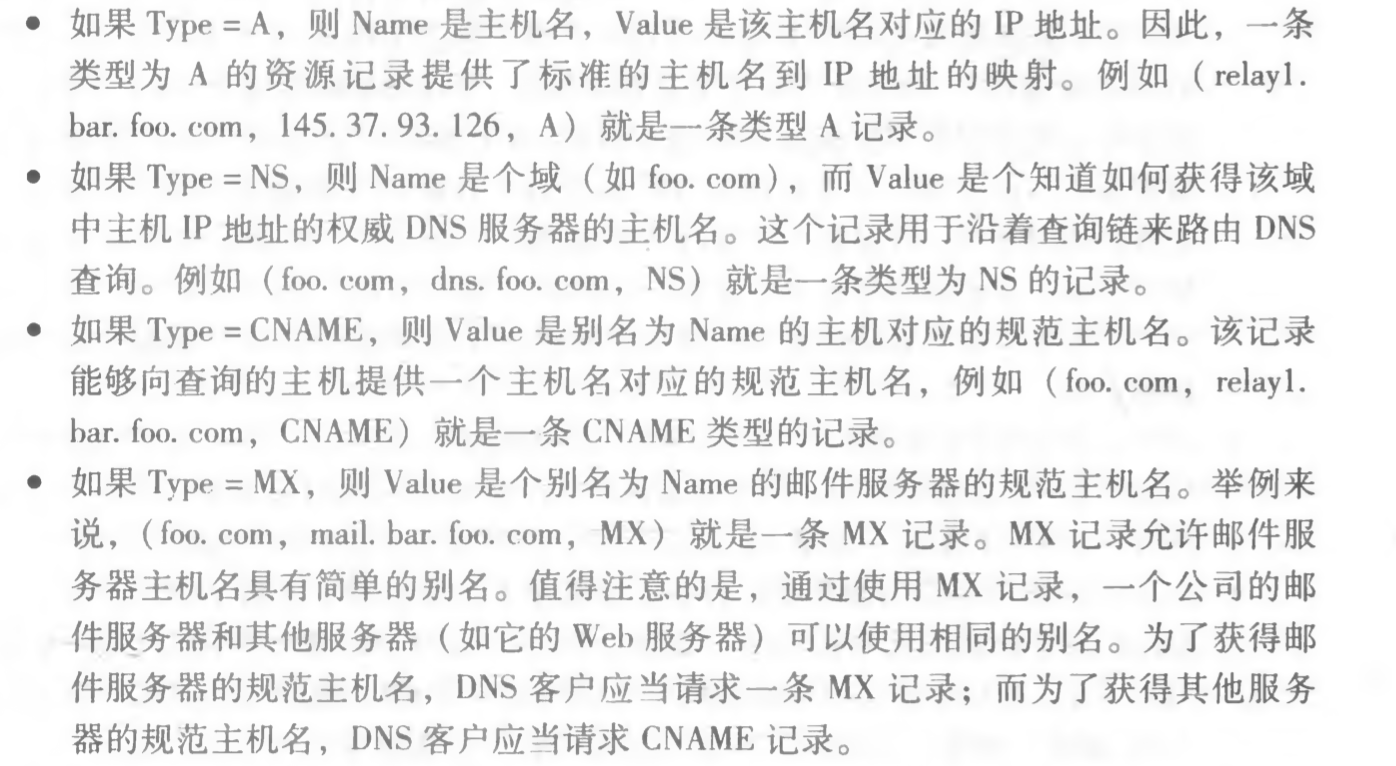 • 如果 Type = A，则 Name 是主机名，Value 是该主机名对应的 IP 地址。因此，一条
类型为 A 的资源记录提供了标准的主机名到 IP 地址的映射。例如（relay1.
bar. foo. com，145. 37. 93. 126，A）就是一条类型 A 记录。
• 如果 Type = NS，则 Name 是个域（如 foo. com），而 Value 是个知道如何获得该域
中主机 IP 地址的权威 DNS 服务器的主机名。这个记录用于沿着查询链来路由 DNS
查询。例如（foo. com，dns. foo. com，NS）就是一条类型为 NS 的记录。
• 如果 Type = CNAME，则 Value 是别名为 Name 的主机对应的规范主机名。该记录
能够向查询的主机提供一个主机名对应的规范主机名，例如（foo. com，relay1.
bar. foo. com，CNAME）就是一条 CNAME 类型的记录。
• 如果 Type = MX，则 Value 是个别名为 Name 的邮件服务器的规范主机名。举例来
说，（foo. com，mail. bar. foo. com，MX）就是一条 MX 记录。MX 记录允许邮件服
务器主机名具有简单的别名。值得注意的是，通过使用 MX 记录，一个公司的邮
件服务器和其他服务器（如它的 Web 服务器）可以使用相同的别名。为了获得邮
件服务器的规范主机名，DNS 客户应当请求一条 MX 记录；而为了获得其他服务
器的规范主机名，DNS 客户应当请求 CNAME 记录。